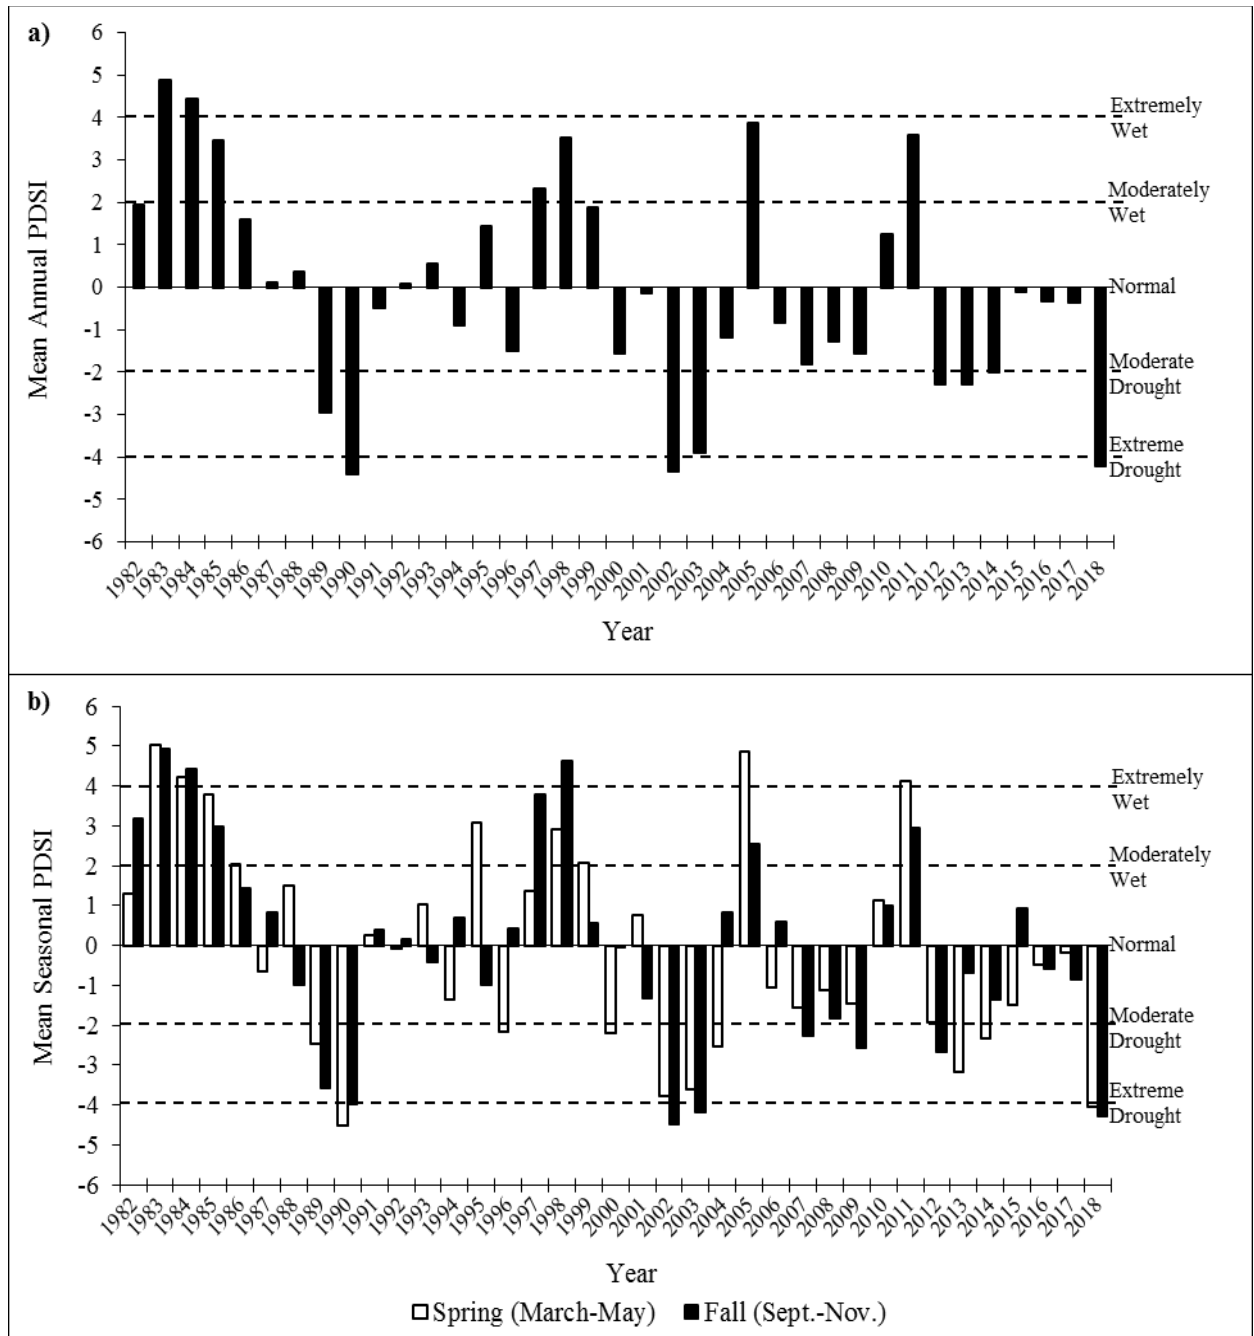 a)
6
5
4
3
2
1
0
-1
-2
-3
-4
-5
-6
Mean Annual PDSI
Extremely
Wet
Moderately
Wet
Normal
Moderate
Drought
Extreme
Drought
1982 1983 1984 1985 1986 1987 1988 1989 1990 1991 1992 1993 1994 1995 1996 1997 1998 1999 2000 2001 2002 2003 2004 2005 2006 2007 2008 2009 2010 2011 2012 2013 2014 2015 2016 2017 2018
Year
b)
6
5
4
3
2
1
0
-1
-2
-3
-4
-5
-6
Mean Seasonal PDSI
Extremely
Wet
Moderately
Wet
Normal
Moderate
Drought
Extreme
Drought
1982 1983 1984 1985 1986 1987 1988 1989 1990 1991 1992 1993 1994 1995 1996 1997 1998 1999 2000 2001 2002 2003 2004 2005 2006 2007 2008 2009 2010 2011 2012 2013 2014 2015 2016 2017 2018
Year
Spring (March-May) Fall (Sept.-Nov.)